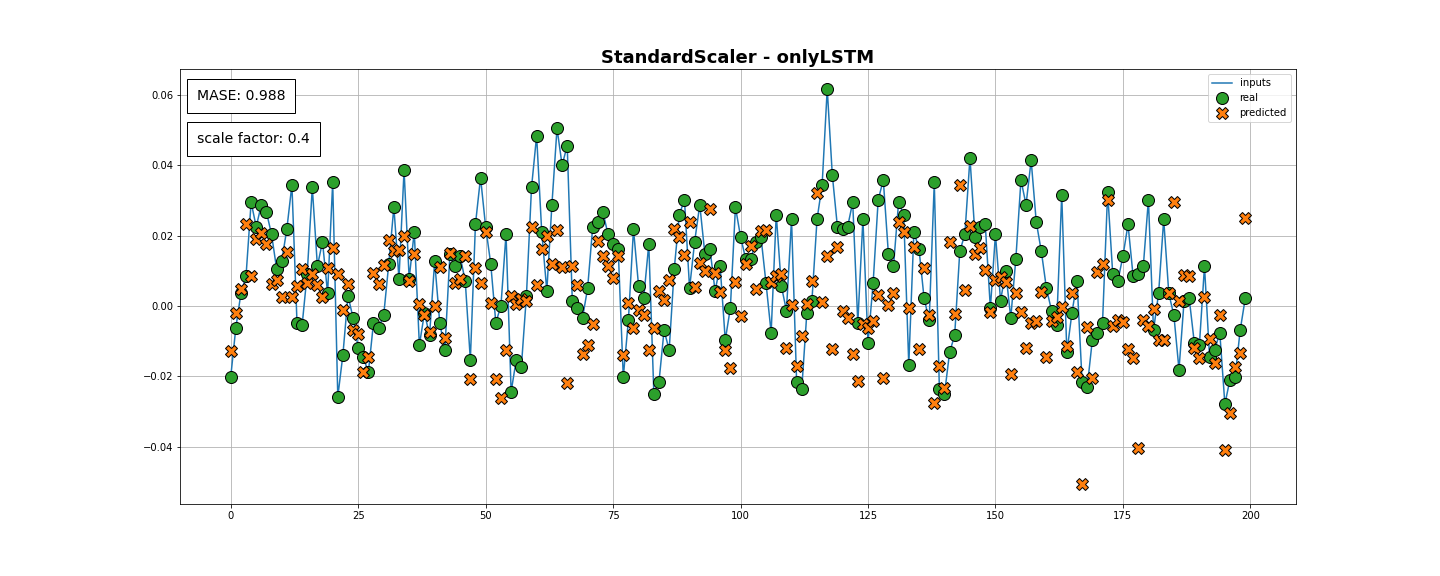 StandardScaler - onlyLSTM
MASE: 0.988
scale factor: 0.4
inputs
real
predicted
0.06
0.04
0.02
0.00
−0.02
−0.04
0
25
50
75
100
125
150
175
200